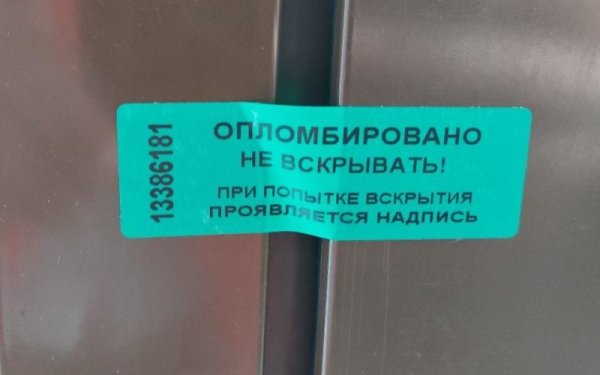 13386181
ОПЛОМБИРОВАНО
НЕ ВСКРЫВАТЬ!
ПРИ ПОПЫТКЕ ВСКРЫТИЯ
ПРОЯВЛЯЕТСЯ НАДПИСЬ